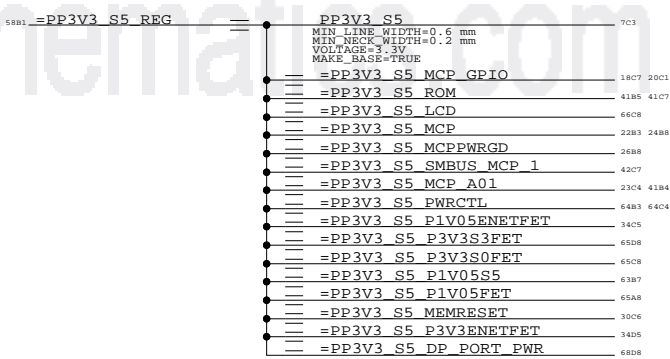 58B1 =PP3V3_S5_REG PP3V3_S5 7C3
MIN_LINE_WIDTH=0.6 mm
MIN_NECK_WIDTH=0.2 mm
VOLTAGE=3.3V
MAKE_BASE=TRUE
=PP3V3_S5_MCP_GPIO 18C7 20C1
=PP3V3_S5_ROM 41B5 41C7
=PP3V3_S5_LCD 66C8
=PP3V3_S5_MCP 22B3 24B8
=PP3V3_S5_MCPPWRGD 26B8
=PP3V3_S5_SMBUS_MCP_1 42C7
=PP3V3_S5_MCP_A01 23C4 41B4
=PP3V3_S5_PWRCTL 64B3 64C4
=PP3V3_S5_P1V05ENETFET 34C5
=PP3V3_S5_P3V3S3FET 65D8
=PP3V3_S5_P3V3S0FET 65C8
=PP3V3_S5_P1V05S5 63B7
=PP3V3_S5_P1V05FET 65A8
=PP3V3_S5_MEMRESET 30C6
=PP3V3_S5_P3V3ENETFET 34D5
=PP3V3_S5_DP_PORT_PWR 68D8